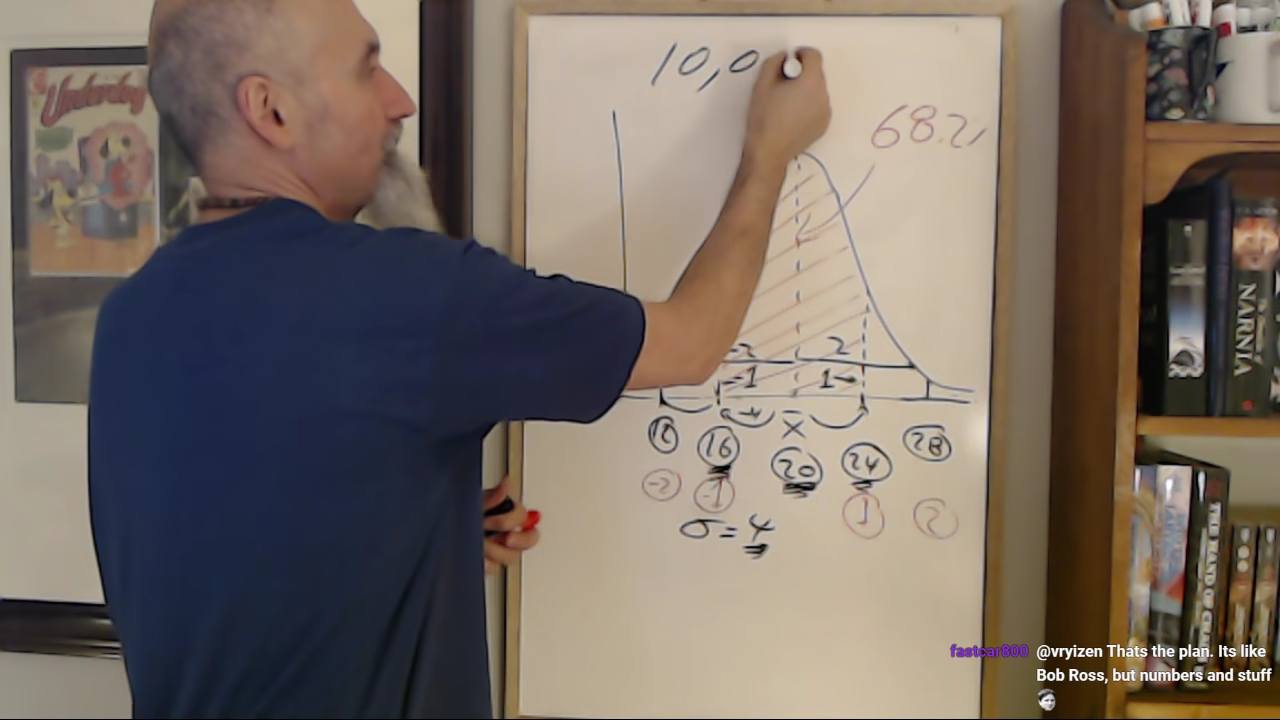 10,0
68.2
Underdog
-2 2
-1 1
x̄
12 16 20 24 28
-2 -1 1 2
σ=4
NARNIA
fastcar800 @vryizen Thats the plan. Its like
Bob Ross, but numbers and stuff